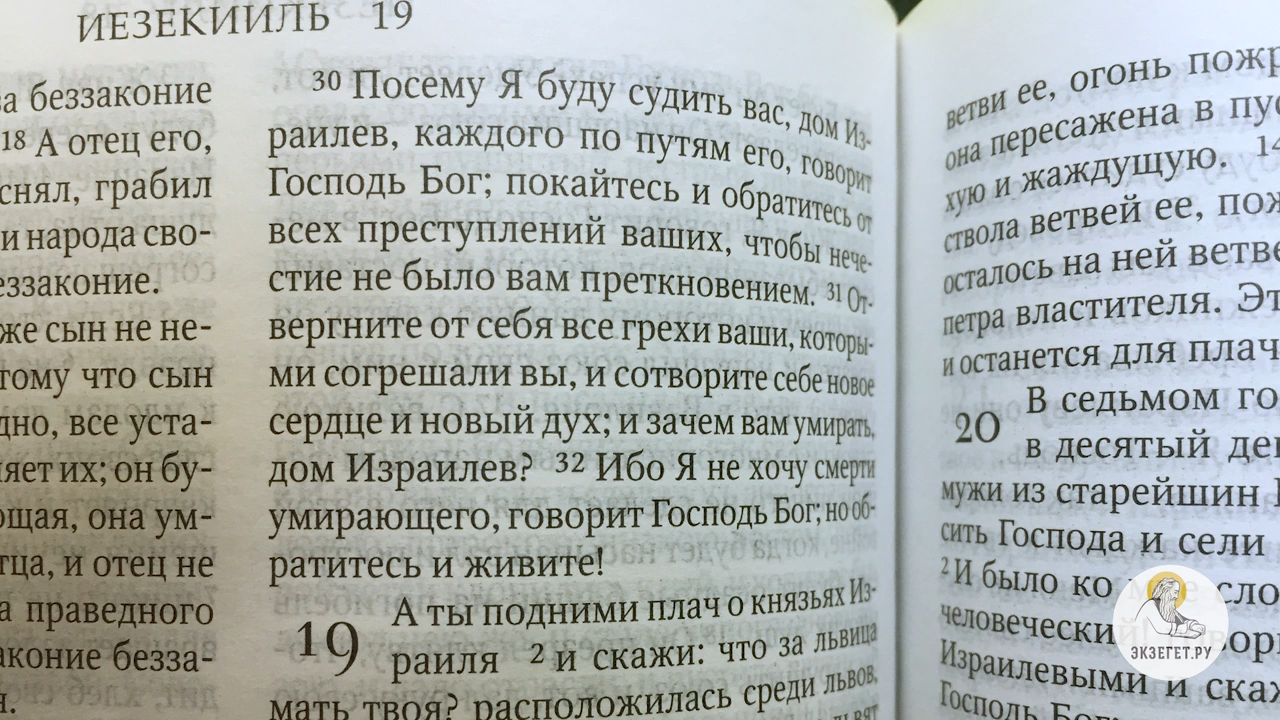 ИЕЗЕКИИЛЬ 19
за беззаконие
18 А отец его,
снял, грабил
и народа сво-
еззаконие.
же сын не не-
тому что сын
дно, все уста-
няет их; он бу-
ющая, она ум-
тца, и отец не
а праведного
аконие безза-
я.
30 Посему Я буду судить вас, дом Из-
раилев, каждого по путям его, говорит
Господь Бог; покайтесь и обратитесь от
всех преступлений ваших, чтобы нече-
стие не было вам преткновением. 31 От-
вергните от себя все грехи ваши, которы-
ми согрешали вы, и сотворите себе новое
сердце и новый дух; и зачем вам умирать,
дом Израилев? 32 Ибо Я не хочу смерти
умирающего, говорит Господь Бог; но об-
ратитесь и живите!
19 А ты подними плач о князьях Из-
раиля 2 и скажи: что за львица
мать твоя? расположилась среди львов,
ветви ее, огонь пожр
она пересажена в пус
хую и жаждущую. 14
ствола ветвей ее, пож
осталось на ней ветве
петра властителя. Эт
и останется для плач
20 В седьмом го
в десятый ден
мужи из старейшин
сить Господа и сели
2 И было ко мне сло
человеческий!
Израилевыми и скаж
Господь Бог:
ЭКЗЕГЕТ.РУ